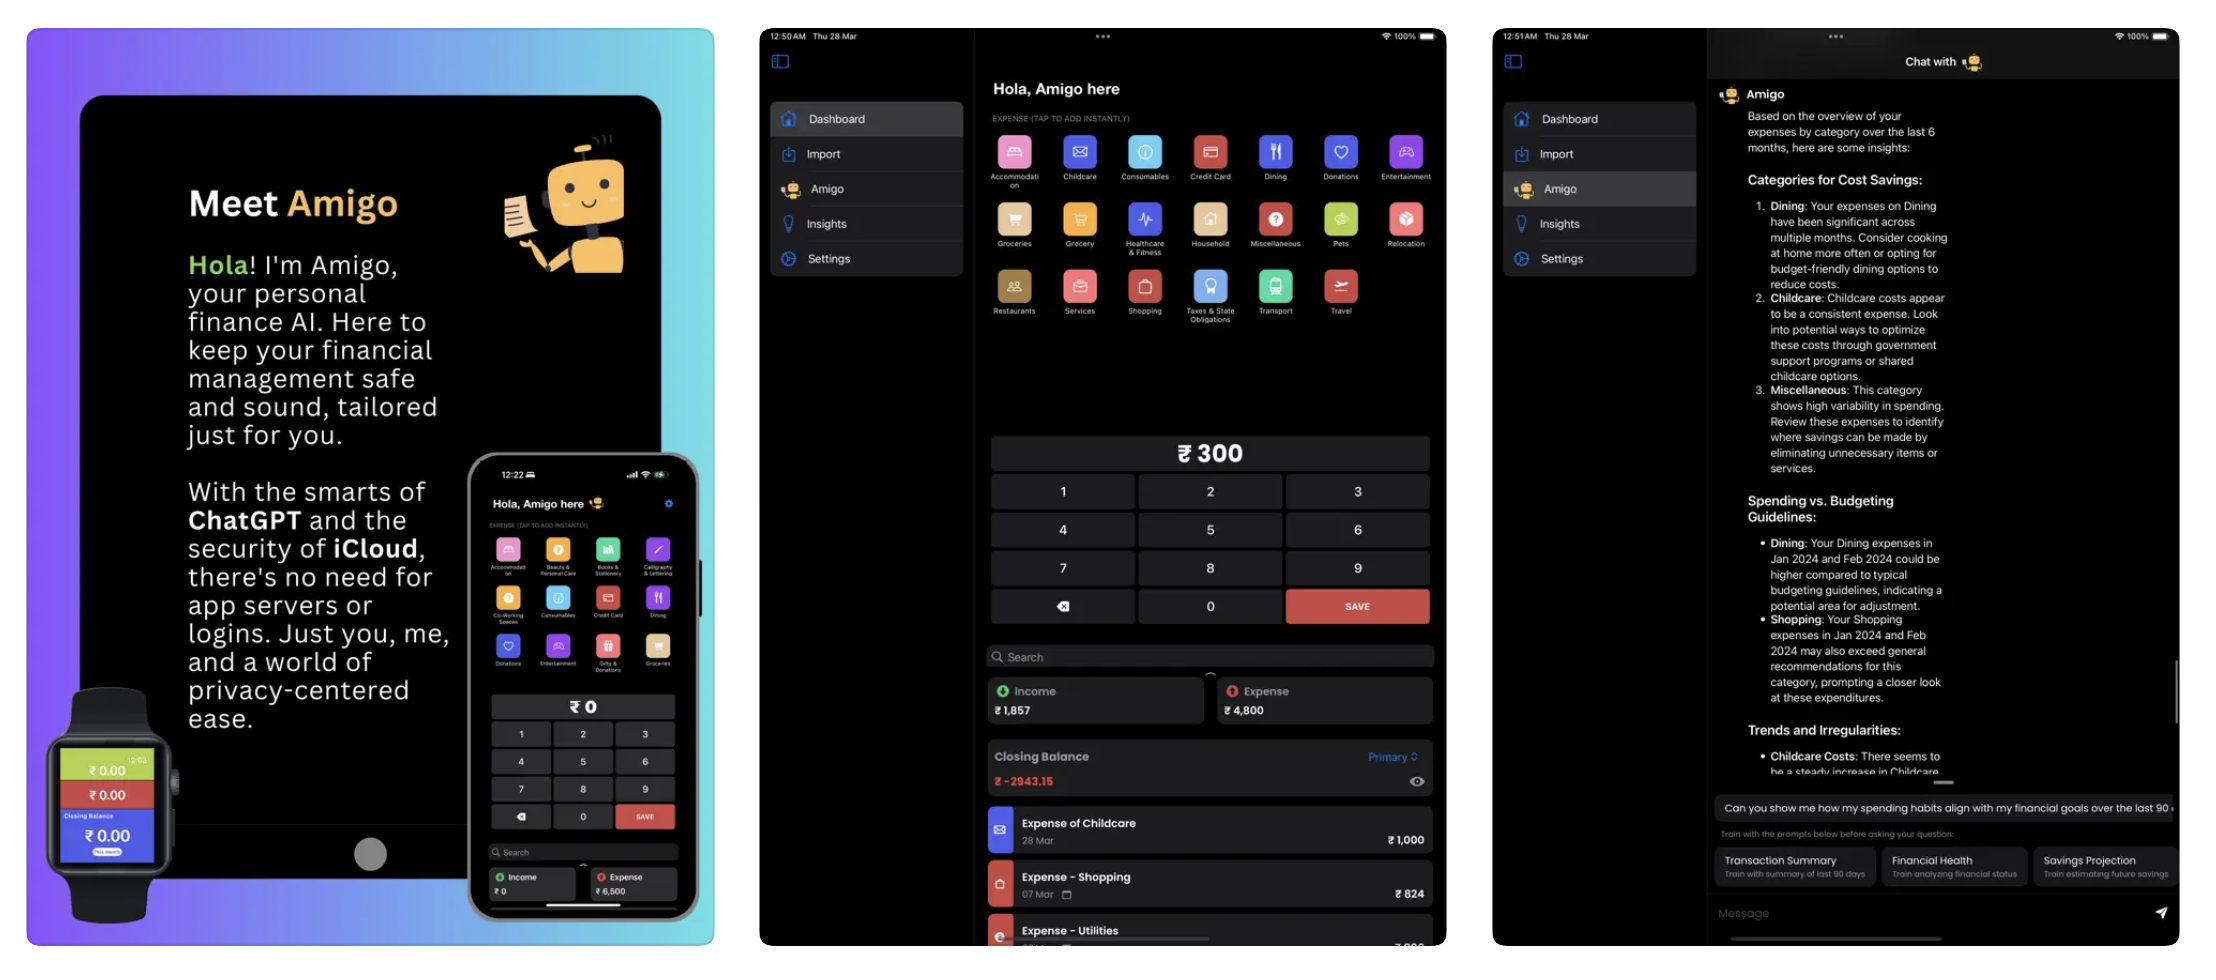 Meet Amigo
Hola! I'm Amigo,
your personal
finance AI. Here to
keep your financial
management safe
and sound, tailored
just for you.
With the smarts of
ChatGPT and the
security of iCloud,
there's no need for
app servers or
logins. Just you, me,
and a world of
privacy-centered
ease.
12:03
₹ 0.00
₹ 0.00
Closing Balance
₹ 0.00
This month
12:22
Hola, Amigo here
EXPENSE (TAP TO ADD INSTANTLY)
Accommodati
on
Beauty &
Personal Care
Books &
Stationery
Calligraphy
& Lettering
Co-Working
Spaces
Consumables
Credit Card
Dining
Donations
Entertainment
Gifts &
Donations
Groceries
₹ 0
1 2 3
4 5 6
7 8 9
0 SAVE
Search
Income
₹ 0
Expense
₹ 6,500
12:50 AM Thu 28 Mar
100%
Dashboard
Import
Amigo
Insights
Settings
Hola, Amigo here
EXPENSE (TAP TO ADD INSTANTLY)
Accommodati
on
Childcare
Consumables
Credit Card
Dining
Donations
Entertainment
Groceries
Grocery
Healthcare
& Fitness
Household
Miscellaneous
Pets
Relocation
Restaurants
Services
Shopping
Taxes & State
Obligations
Transport
Travel
₹ 300
1 2 3
4 5 6
7 8 9
0 SAVE
Search
Income
₹ 1,857
Expense
₹ 4,800
Closing Balance
Primary
₹ -2943.15
Expense of Childcare
28 Mar
₹ 1,000
Expense - Shopping
07 Mar
₹ 824
Expense - Utilities
12:51 AM Thu 28 Mar
100%
Dashboard
Import
Amigo
Insights
Settings
Chat with
Amigo
Based on the overview of your
expenses by category over the last 6
months, here are some insights:
Categories for Cost Savings:
1. Dining: Your expenses on Dining
have been significant across
multiple months. Consider cooking
at home more often or opting for
budget-friendly dining options to
reduce costs.
2. Childcare: Childcare costs appear
to be a consistent expense. Look
into potential ways to optimize
these costs through government
support programs or shared
childcare options.
3. Miscellaneous: This category
shows high variability in spending.
Review these expenses to identify
where savings can be made by
eliminating unnecessary items or
services.
Spending vs. Budgeting
Guidelines:
• Dining: Your Dining expenses in
Jan 2024 and Feb 2024 could be
higher compared to typical
budgeting guidelines, indicating a
potential area for adjustment.
• Shopping: Your Shopping
expenses in Jan 2024 and Feb
2024 may also exceed general
recommendations for this
category, prompting a closer look
at these expenditures.
Trends and Irregularities:
• Childcare Costs: There seems to
be a steady increase in Childcare
Can you show me how my spending habits align with my financial goals over the last 90
Train with the prompts below before asking your question:
Transaction Summary
Train with summary of last 90 days
Financial Health
Train analyzing financial status
Savings Projection
Train estimating future savings
Message